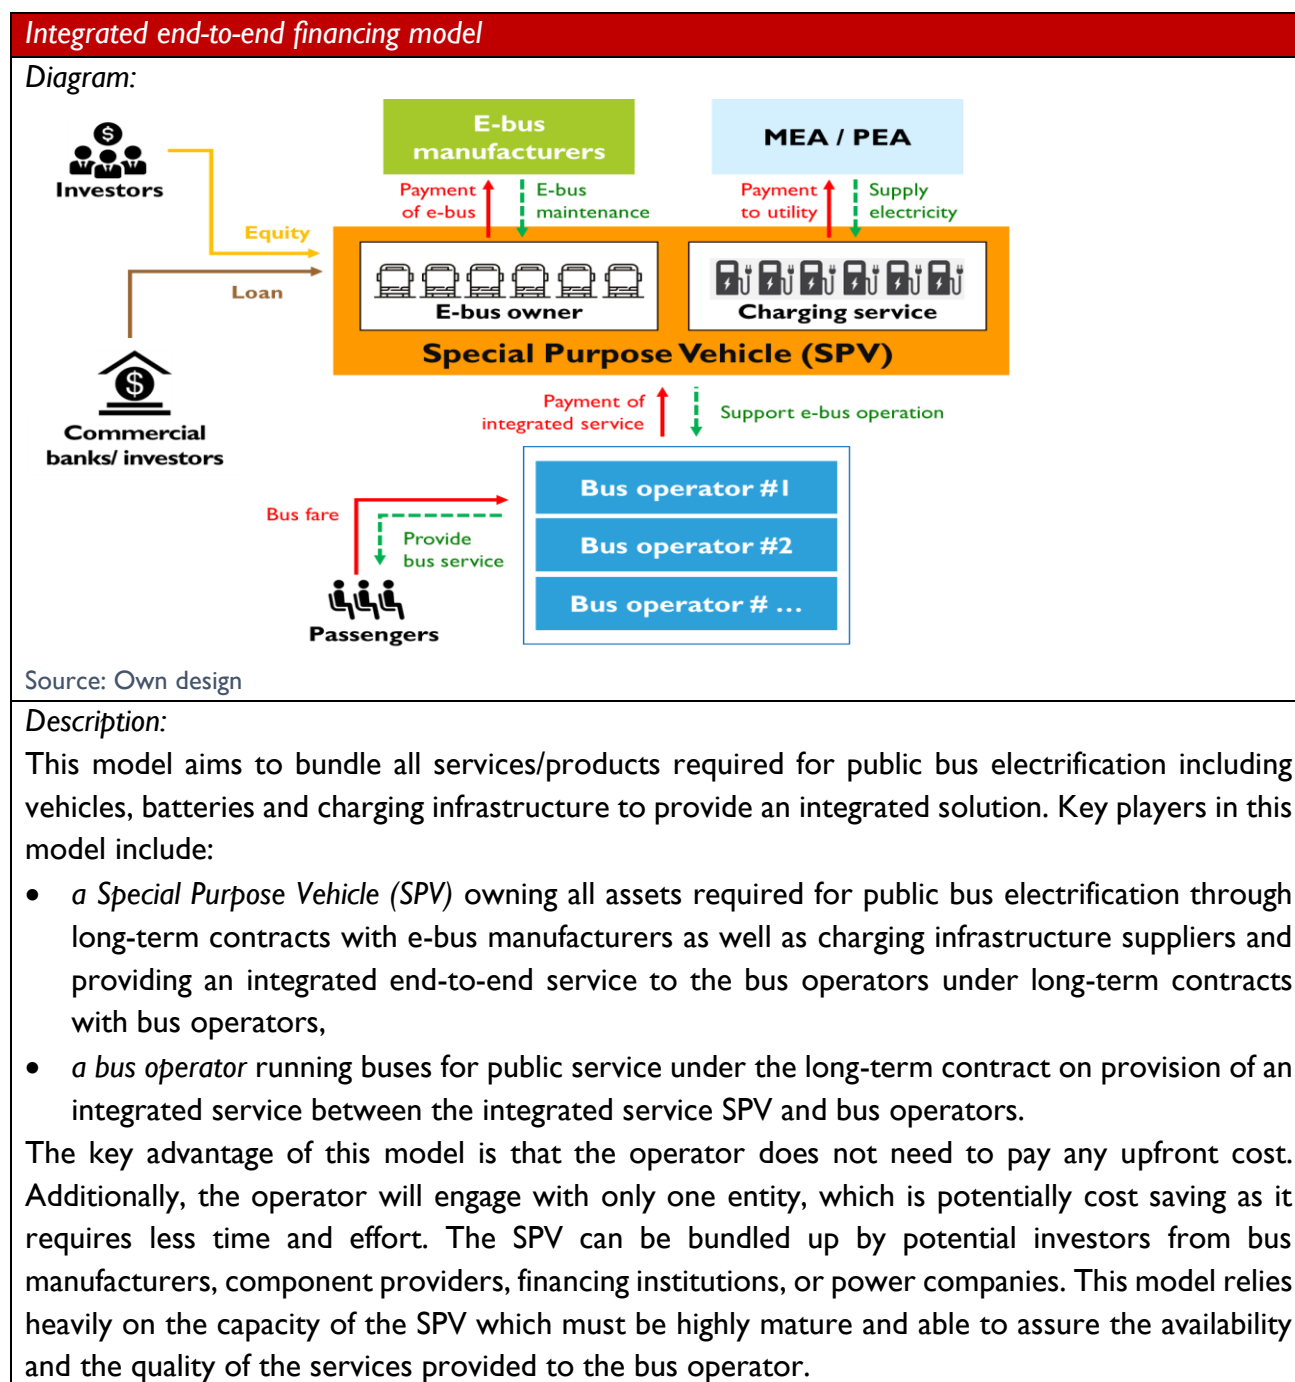 Integrated end-to-end financing model
Diagram:
E-bus
manufacturers
MEA / PEA
Investors
Payment
of e-bus
E-bus
maintenance
Payment
to utility
Supply
electricity
Equity
Loan
E-bus owner
Charging service
Special Purpose Vehicle (SPV)
Commercial
banks/ investors
Payment of
integrated service
Support e-bus operation
Bus operator #1
Bus fare
Provide
bus service
Bus operator #2
Bus operator # ...
Passengers
Source: Own design
Description:
This model aims to bundle all services/products required for public bus electrification including
vehicles, batteries and charging infrastructure to provide an integrated solution. Key players in this
model include:
• a Special Purpose Vehicle (SPV) owning all assets required for public bus electrification through
long-term contracts with e-bus manufacturers as well as charging infrastructure suppliers and
providing an integrated end-to-end service to the bus operators under long-term contracts
with bus operators,
• a bus operator running buses for public service under the long-term contract on provision of an
integrated service between the integrated service SPV and bus operators.
The key advantage of this model is that the operator does not need to pay any upfront cost.
Additionally, the operator will engage with only one entity, which is potentially cost saving as it
requires less time and effort. The SPV can be bundled up by potential investors from bus
manufacturers, component providers, financing institutions, or power companies. This model relies
heavily on the capacity of the SPV which must be highly mature and able to assure the availability
and the quality of the services provided to the bus operator.